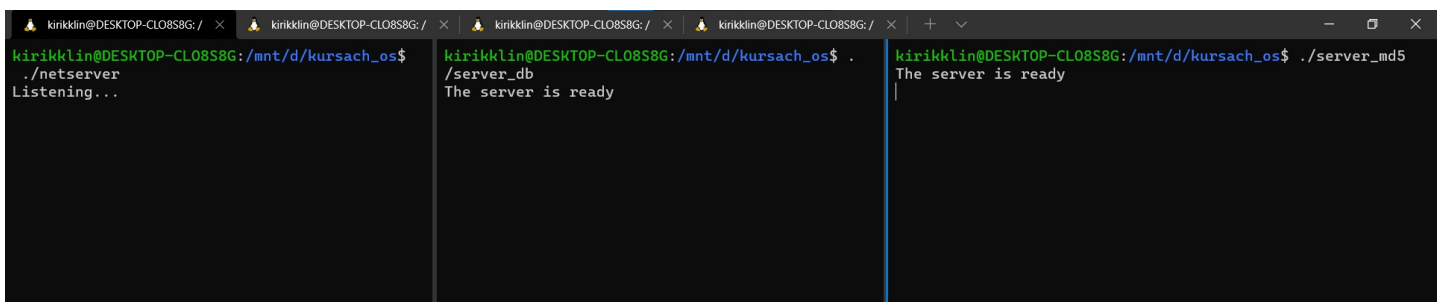 kirikklin@DESKTOP-CLO8S8G: / kirikklin@DESKTOP-CLO8S8G: / kirikklin@DESKTOP-CLO8S8G: / kirikklin@DESKTOP-CLO8S8G: /
kirikklin@DESKTOP-CLO8S8G:/mnt/d/kursach_os$
./netserver
Listening...
kirikklin@DESKTOP-CLO8S8G:/mnt/d/kursach_os$ .
/server_db
The server is ready
kirikklin@DESKTOP-CLO8S8G:/mnt/d/kursach_os$ ./server_md5
The server is ready